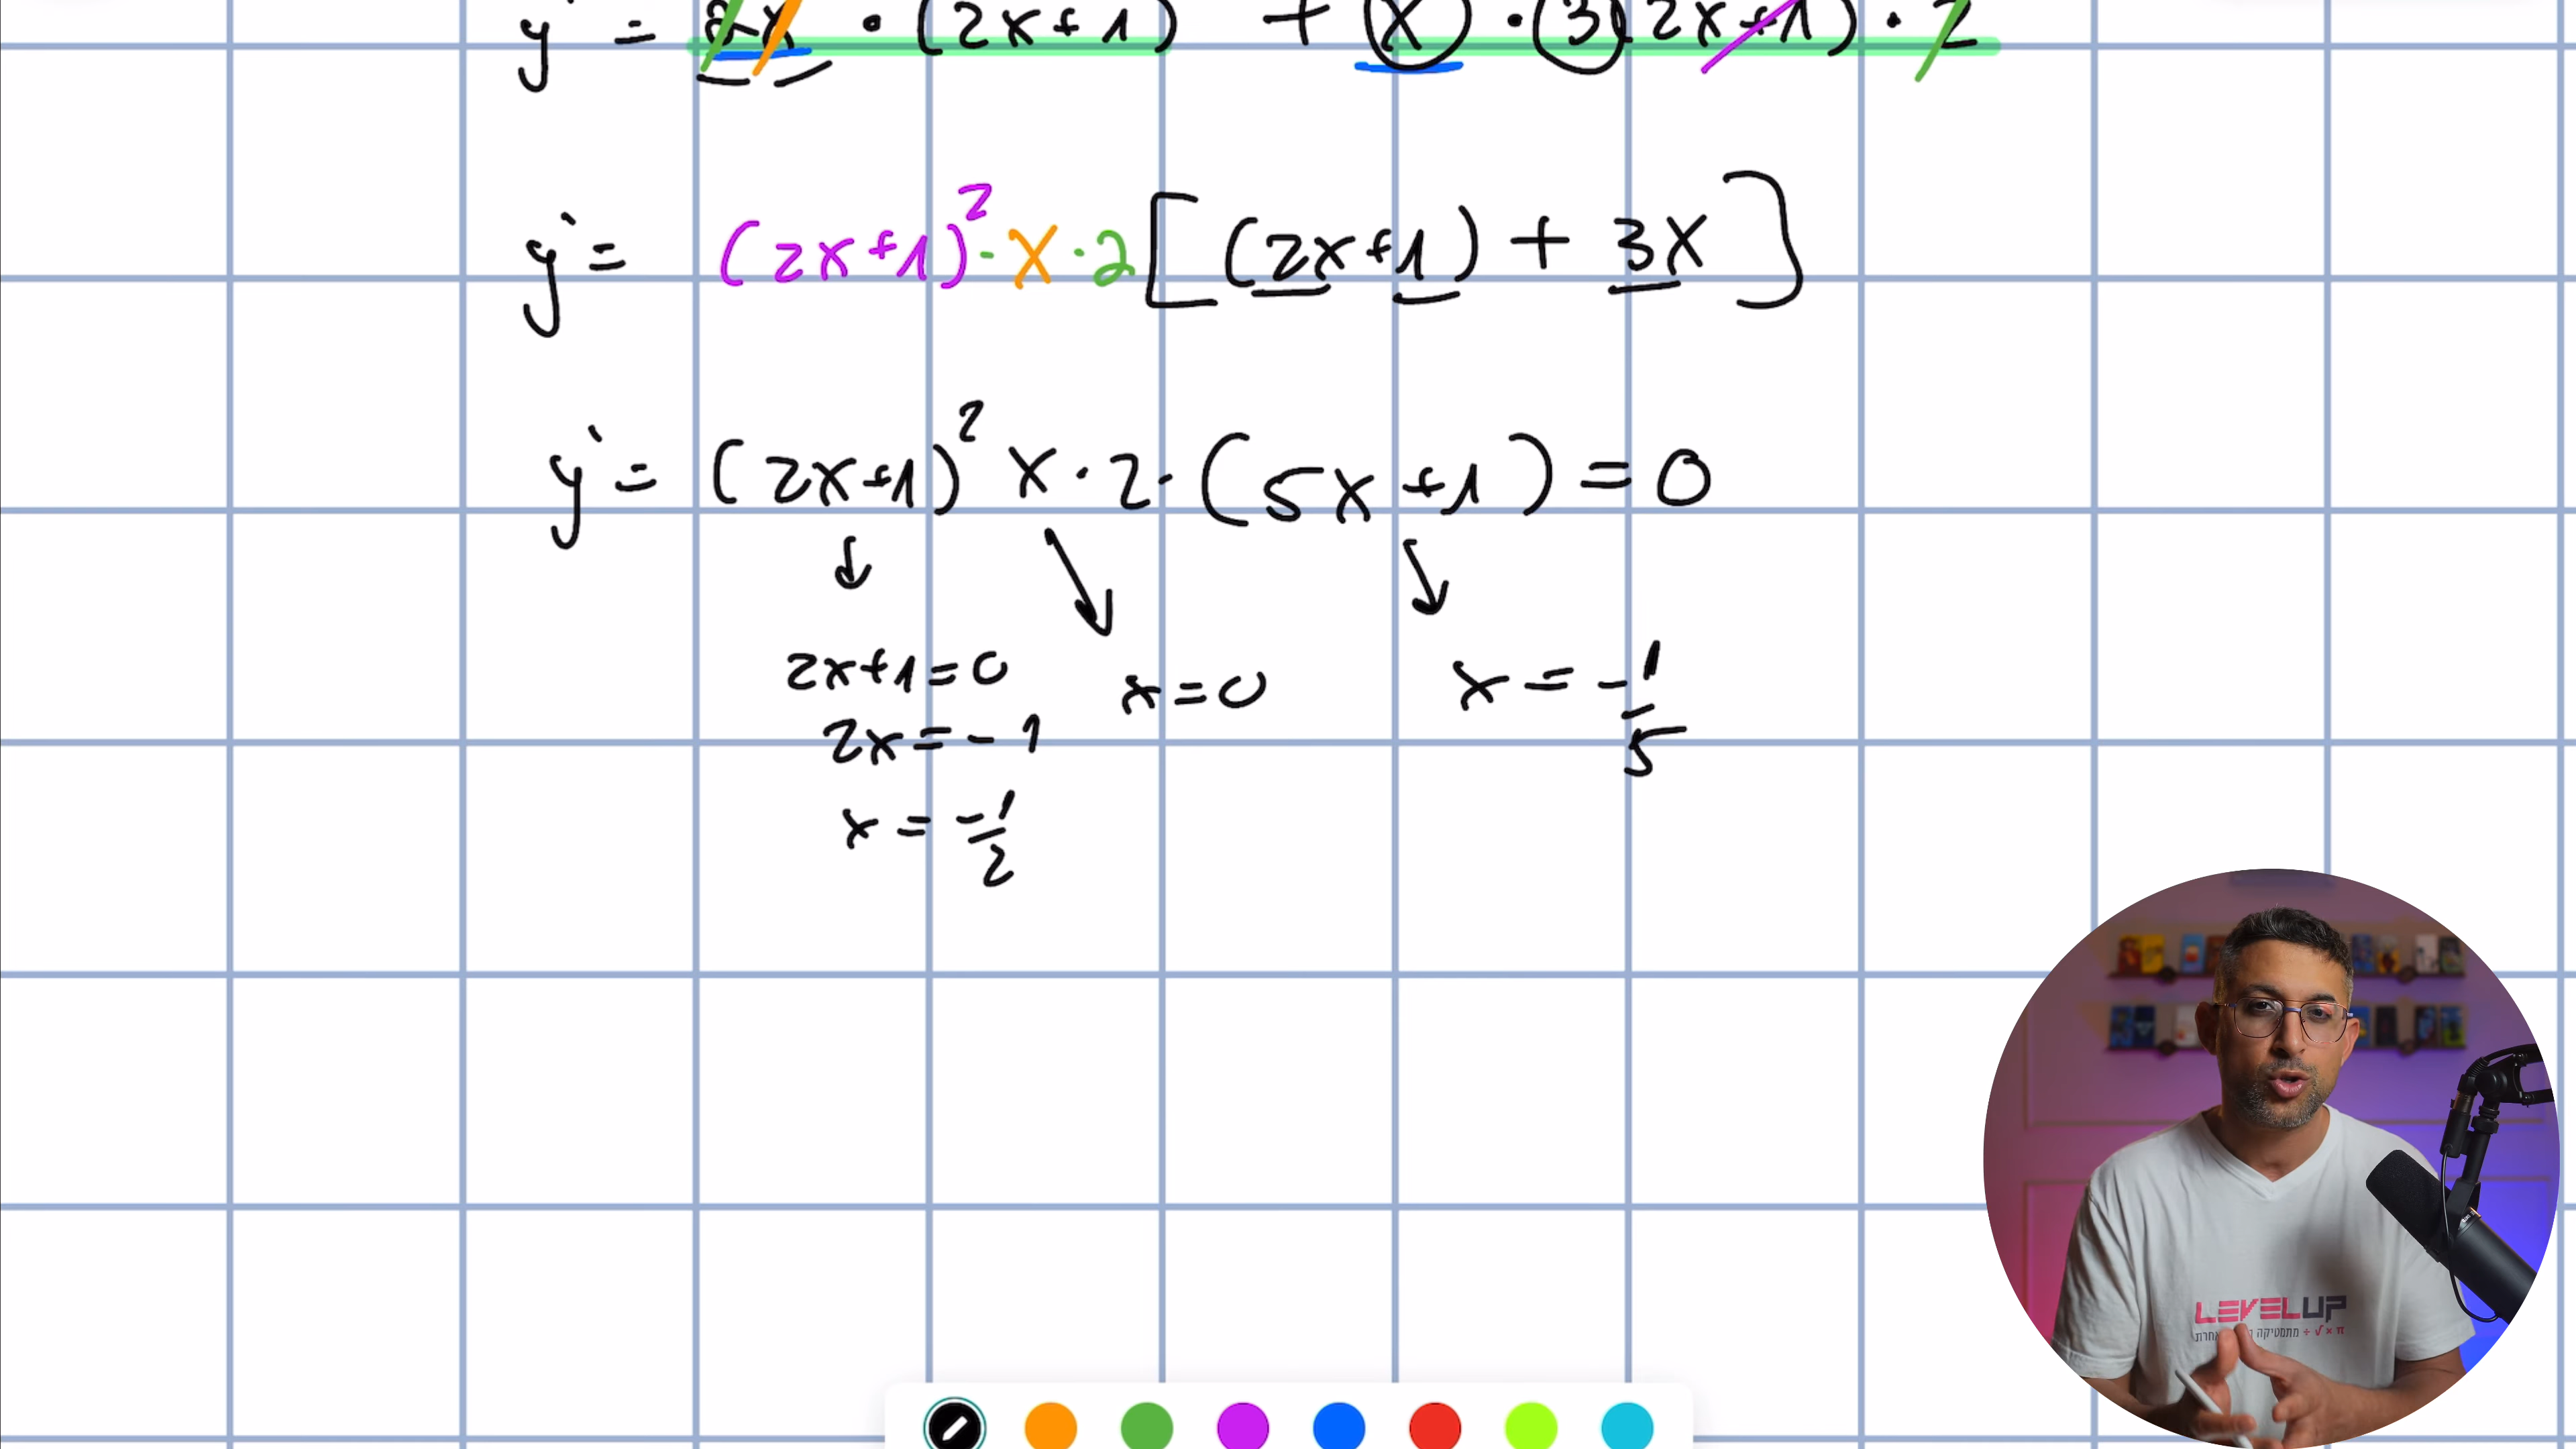 y' = 2x · (2x+1) + x · (3)(2x+1) · 2
y' = (2x+1)² · x · 2 [(2x+1) + 3x]
y' = (2x+1)² x · 2 · (5x+1) = 0
2x+1=0 x=0 x = -1/5
2x = -1
x = -1/2
LEVELUP
מתמטיקה